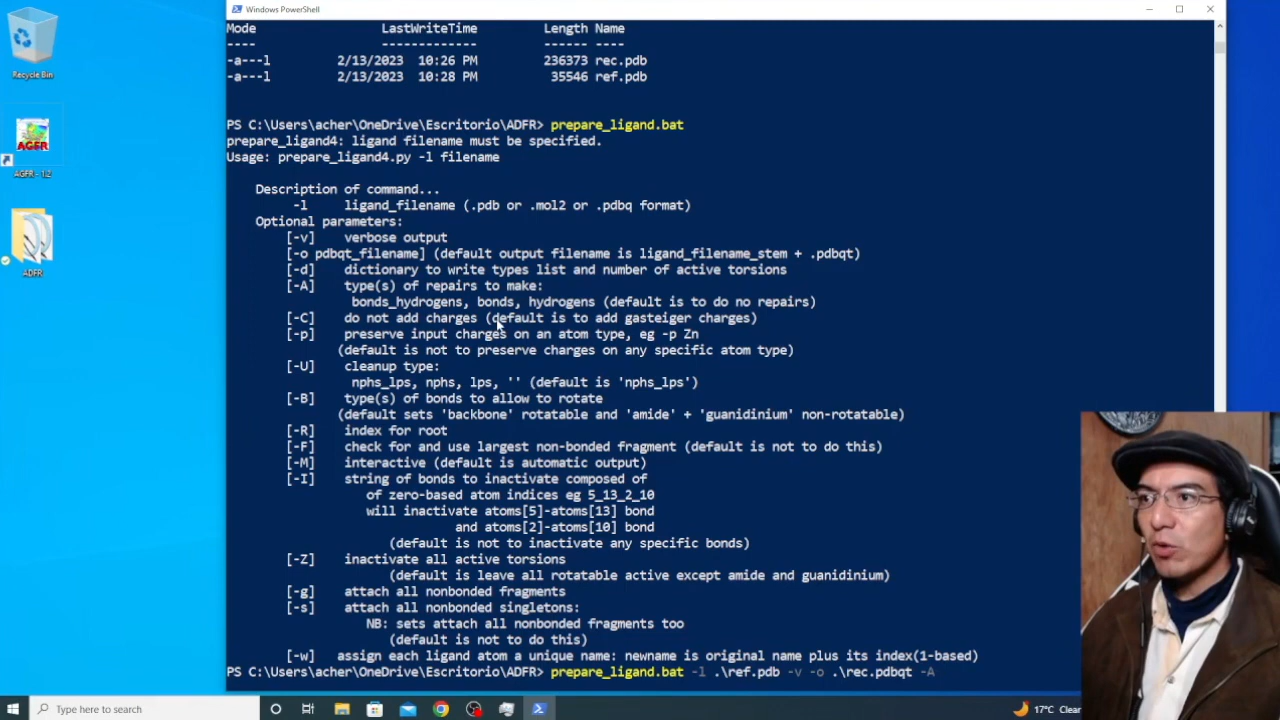 Recycle Bin
AGFR
AGFR - 1.2
ADFR
Windows PowerShell
Mode LastWriteTime Length Name
---- ------------- ------ ----
-a---l 2/13/2023 10:26 PM 236373 rec.pdb
-a---l 2/13/2023 10:28 PM 35546 ref.pdb
PS C:\Users\acher\OneDrive\Escritorio\ADFR> prepare_ligand.bat
prepare_ligand4: ligand filename must be specified.
Usage: prepare_ligand4.py -l filename
Description of command...
-l ligand_filename (.pdb or .mol2 or .pdbq format)
Optional parameters:
[-v] verbose output
[-o pdbqt_filename] (default output filename is ligand_filename_stem + .pdbqt)
[-d] dictionary to write types list and number of active torsions
[-A] type(s) of repairs to make:
bonds_hydrogens, bonds, hydrogens (default is to do no repairs)
[-C] do not add charges (default is to add gasteiger charges)
[-p] preserve input charges on an atom type, eg -p Zn
(default is not to preserve charges on any specific atom type)
[-U] cleanup type:
nphs_lps, nphs, lps, '' (default is 'nphs_lps')
[-B] type(s) of bonds to allow to rotate
(default sets 'backbone' rotatable and 'amide' + 'guanidinium' non-rotatable)
[-R] index for root
[-F] check for and use largest non-bonded fragment (default is not to do this)
[-M] interactive (default is automatic output)
[-I] string of bonds to inactivate composed of
of zero-based atom indices eg 5_13_2_10
will inactivate atoms[5]-atoms[13] bond
and atoms[2]-atoms[10] bond
(default is not to inactivate any specific bonds)
[-Z] inactivate all active torsions
(default is leave all rotatable active except amide and guanidinium)
[-g] attach all nonbonded fragments
[-s] attach all nonbonded singletons:
NB: sets attach all nonbonded fragments too
(default is not to do this)
[-w] assign each ligand atom a unique name: newname is original name plus its index(1-based)
PS C:\Users\acher\OneDrive\Escritorio\ADFR> prepare_ligand.bat -l .\ref.pdb -v -o .\rec.pdbqt -A
Type here to search
17°C Clear